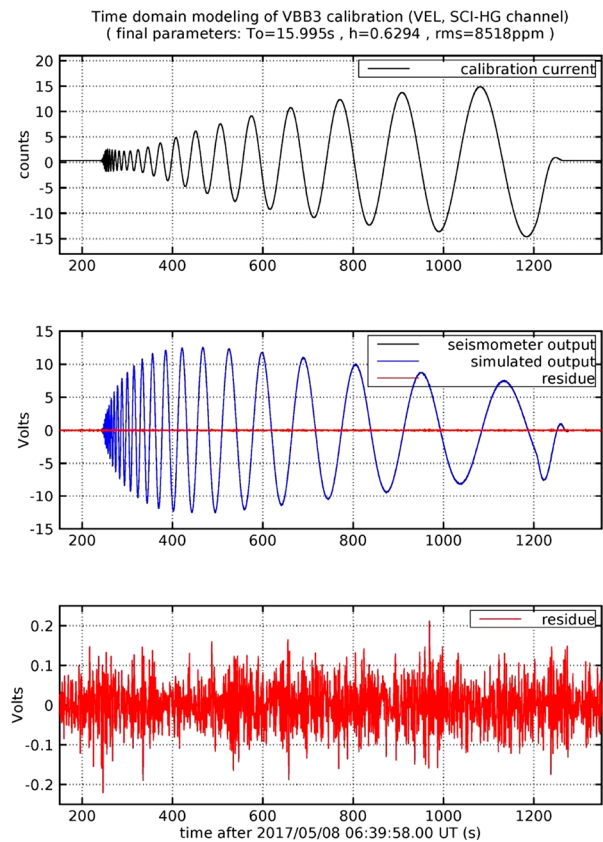 Time domain modeling of VBB3 calibration (VEL, SCI-HG channel)
( final parameters: To=15.995s , h=0.6294 , rms=8518ppm )
20
15
10
5
0
-5
-10
-15
counts
calibration current
200 400 600 800 1000 1200
15
10
5
0
-5
-10
-15
Volts
seismometer output
simulated output
residue
200 400 600 800 1000 1200
0.2
0.1
0
-0.1
-0.2
Volts
residue
200 400 600 800 1000 1200
time after 2017/05/08 06:39:58.00 UT (s)